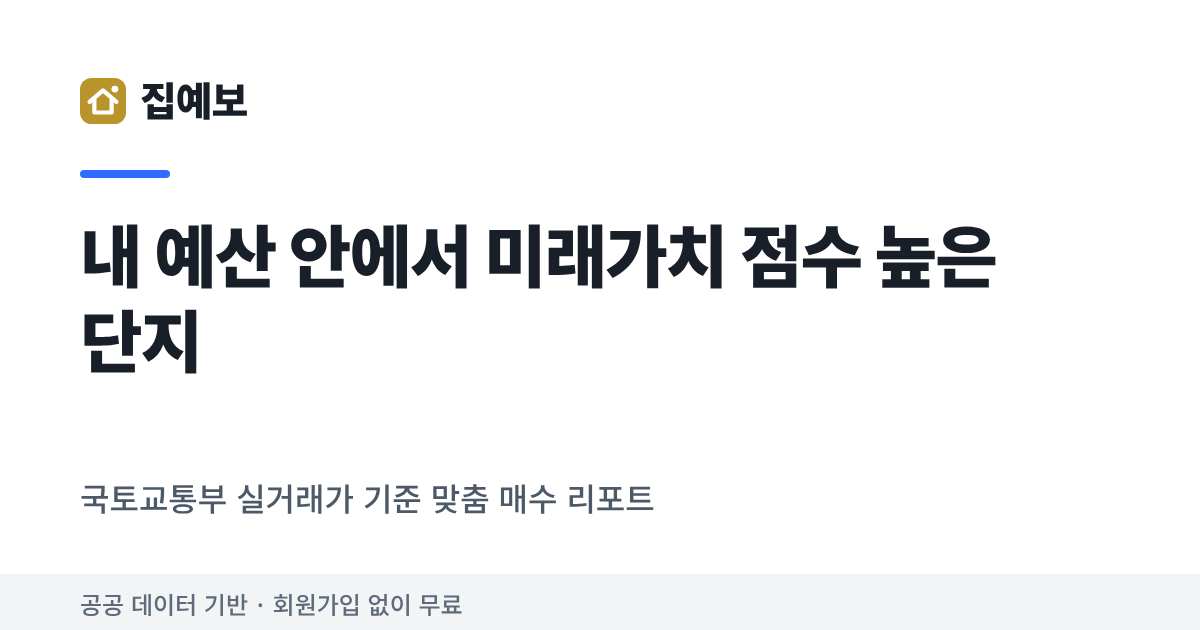 집예보
내 예산 안에서 미래가치 점수 높은
단지
국토교통부 실거래가 기준 맞춤 매수 리포트
공공 데이터 기반 · 회원가입 없이 무료